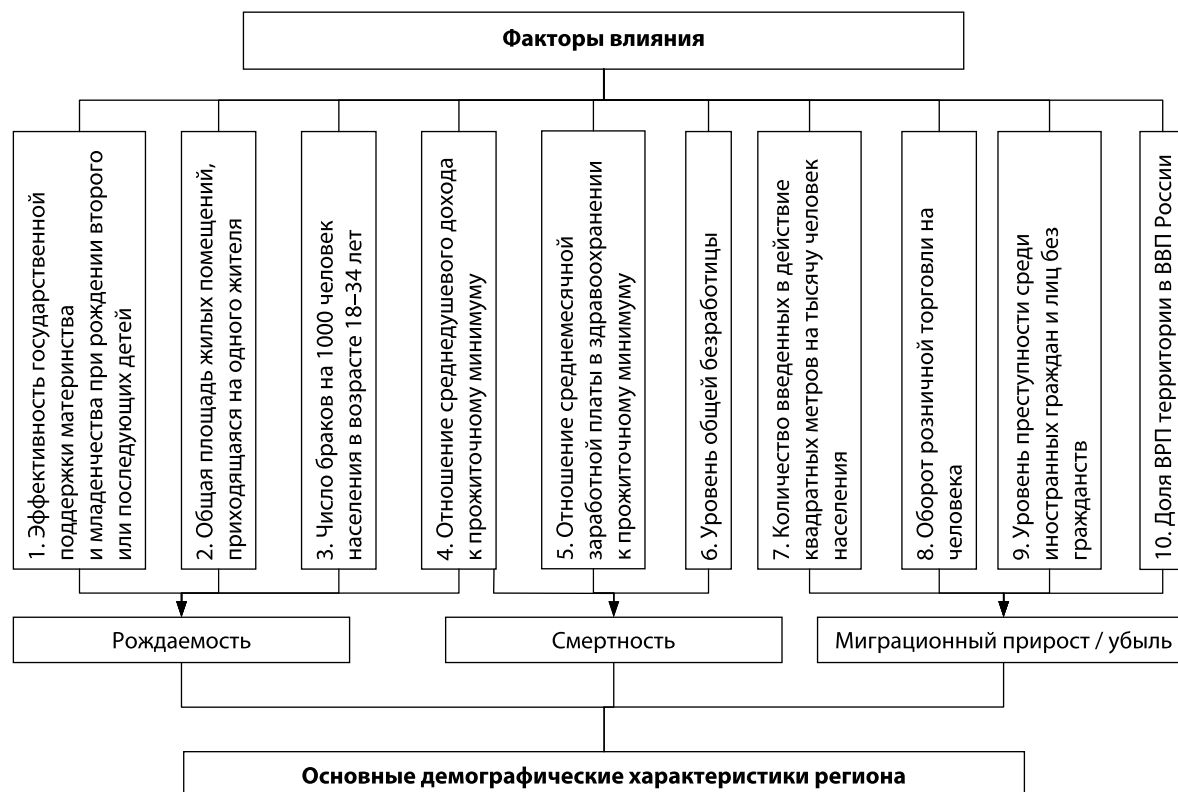 Факторы влияния
1. Эффективность государственной
поддержки материнства
и младенчества при рождении второго
или последующих детей
2. Общая площадь жилых помещений,
приходящаяся на одного жителя
3. Число браков на 1000 человек
населения в возрасте 18–34 лет
4. Отношение среднедушевого дохода
к прожиточному минимуму
5. Отношение среднемесячной
заработной платы в здравоохранении
к прожиточному минимуму
6. Уровень общей безработицы
7. Количество введенных в действие
квадратных метров на тысячу человек
населения
8. Оборот розничной торговли на
человека
9. Уровень преступности среди
иностранных граждан и лиц без
гражданств
10. Доля ВРП территории в ВВП России
Рождаемость
Смертность
Миграционный прирост / убыль
Основные демографические характеристики региона